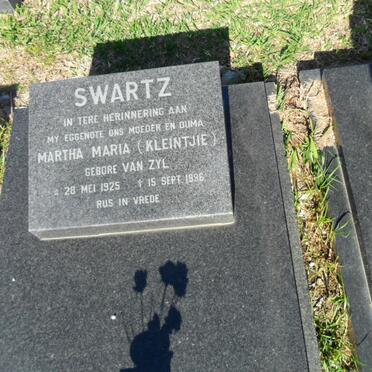 SWARTZ
IN TERE HERINNERING AAN
MY EGGENOTE ONS MOEDER EN OUMA
MARTHA MARIA (KLEINTJIE)
GEBORE VAN ZYL
☆ 28 MEI 1925 † 15 SEPT. 1996
RUS IN VREDE